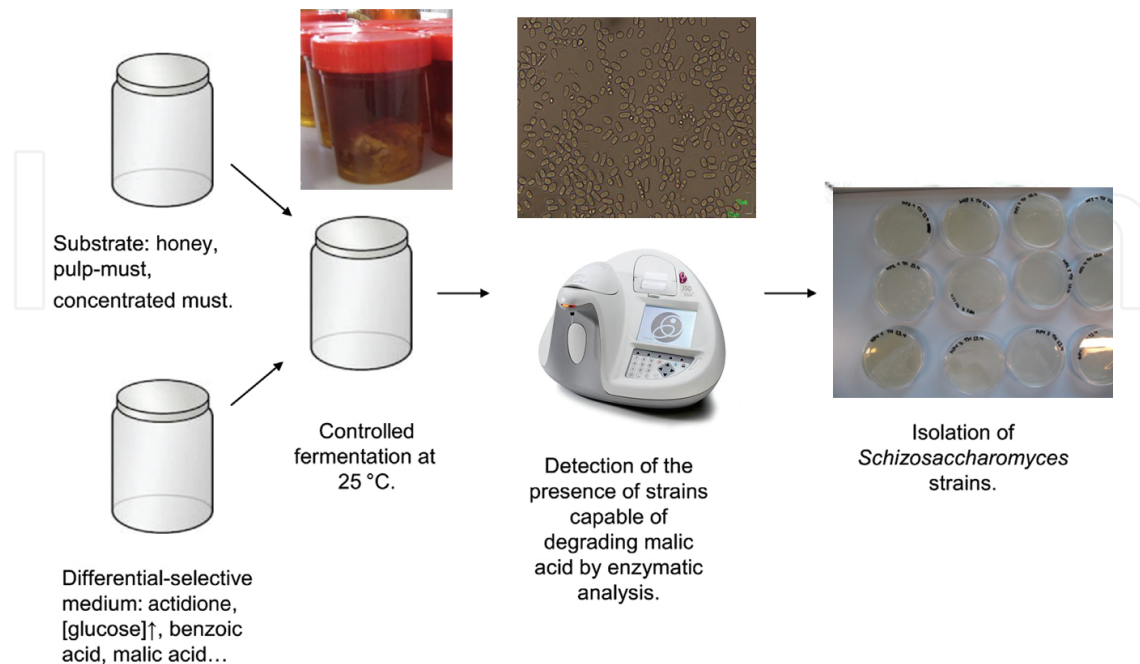 Substrate: honey,
pulp-must,
concentrated must.
Differential-selective
medium: actidione,
[glucose]↑, benzoic
acid, malic acid…
Controlled
fermentation at
25 °C.
Detection of the
presence of strains
capable of
degrading malic
acid by enzymatic
analysis.
Isolation of
Schizosaccharomyces
strains.